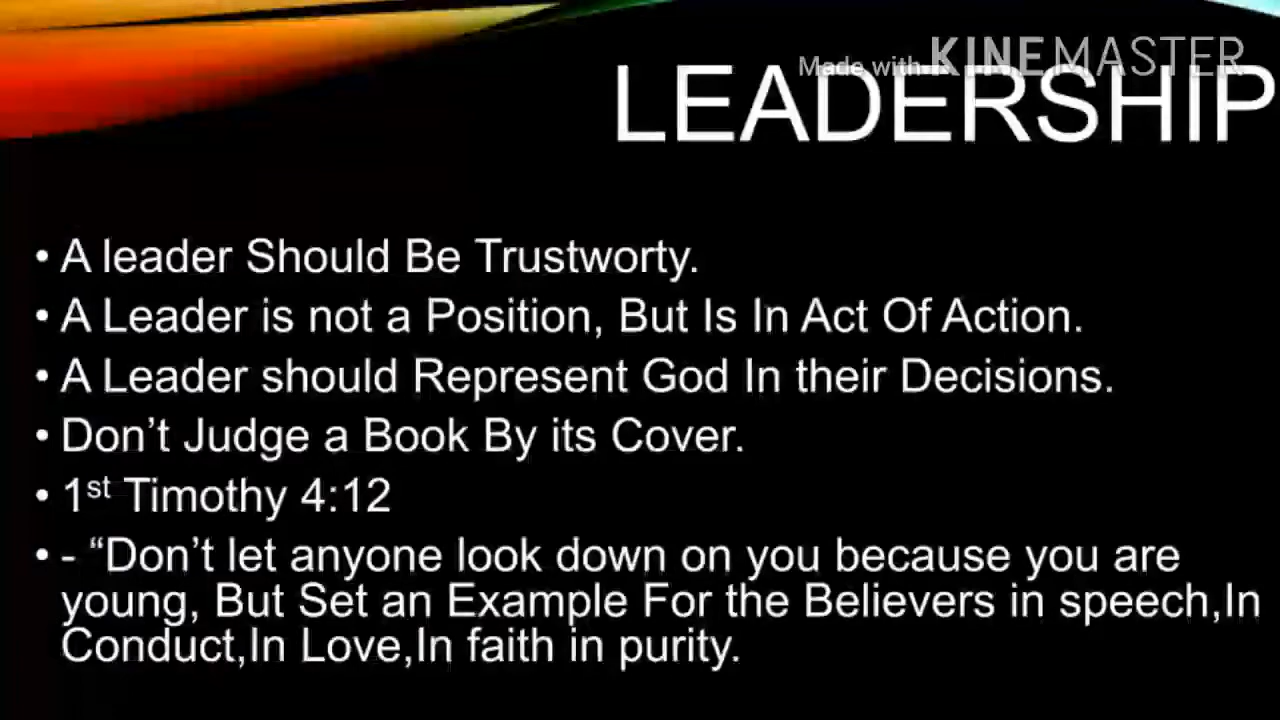 Made with KINEMASTER
LEADERSHIP
• A leader Should Be Trustworty.
• A Leader is not a Position, But Is In Act Of Action.
• A Leader should Represent God In their Decisions.
• Don’t Judge a Book By its Cover.
• 1st Timothy 4:12
• - “Don’t let anyone look down on you because you are
young, But Set an Example For the Believers in speech,In
Conduct,In Love,In faith in purity.